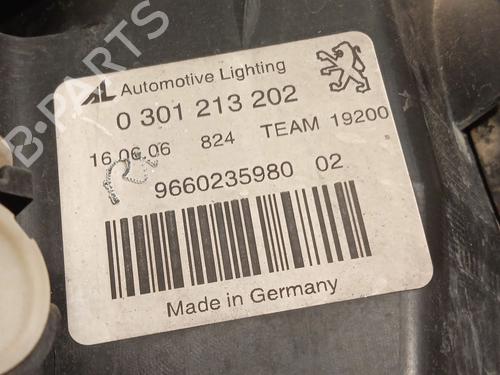 AL Automotive Lighting
0 301 213 202
16.06.06 824 TEAM 19200
9660235980 02
Made in Germany
B-PARTS